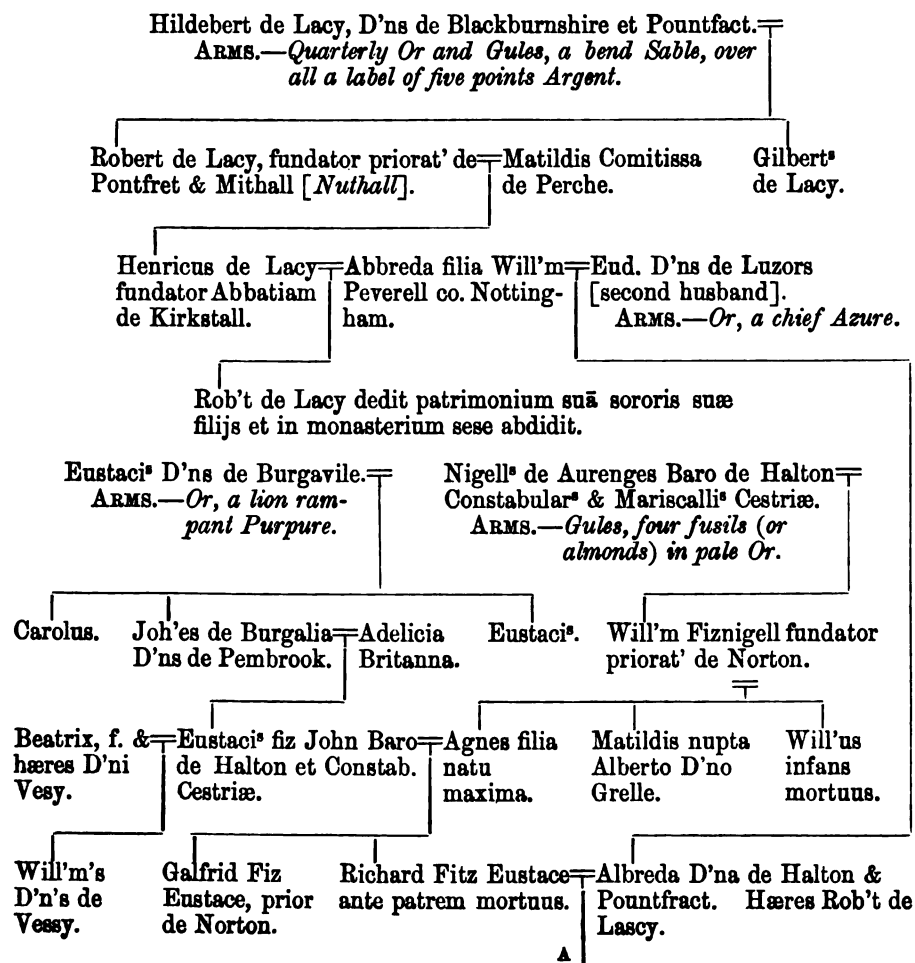 Hildebert de Lacy, D'ns de Blackburnshire et Pountfact.
ARMS.—Quarterly Or and Gules, a bend Sable, over
all a label of five points Argent.
Robert de Lacy, fundator priorat' de
Pontfret & Mithall [Nuthall].
Matildis Comitissa
de Perche.
Gilbertˢ
de Lacy.
Henricus de Lacy
fundator Abbatiam
de Kirkstall.
Abbreda filia Will'm
Peverell co. Notting-
ham.
Eud. D'ns de Luzors
[second husband].
ARMS.—Or, a chief Azure.
Rob't de Lacy dedit patrimonium suā sororis suæ
filijs et in monasterium sese abdidit.
Eustaciˢ D'ns de Burgavile.
ARMS.—Or, a lion ram-
pant Purpure.
Nigellˢ de Aurenges Baro de Halton
Constabularˢ & Mariscalliˢ Cestriæ.
ARMS.—Gules, four fusils (or
almonds) in pale Or.
Carolus.
Joh'es de Burgalia
D'ns de Pembrook.
Adelicia
Britanna.
Eustaciˢ.
Will'm Fiznigell fundator
priorat' de Norton.
Beatrix, f. &
hæres D'ni
Vesy.
Eustaciˢ fiz John Baro
de Halton et Constab.
Cestriæ.
Agnes filia
natu
maxima.
Matildis nupta
Alberto D'no
Grelle.
Will'us
infans
mortuus.
Will'm's
D'n's de
Vessy.
Galfrid Fiz
Eustace, prior
de Norton.
Richard Fitz Eustace
ante patrem mortuus.
Albreda D'na de Halton &
Pountfract. Hæres Rob't de
Lascy.
A